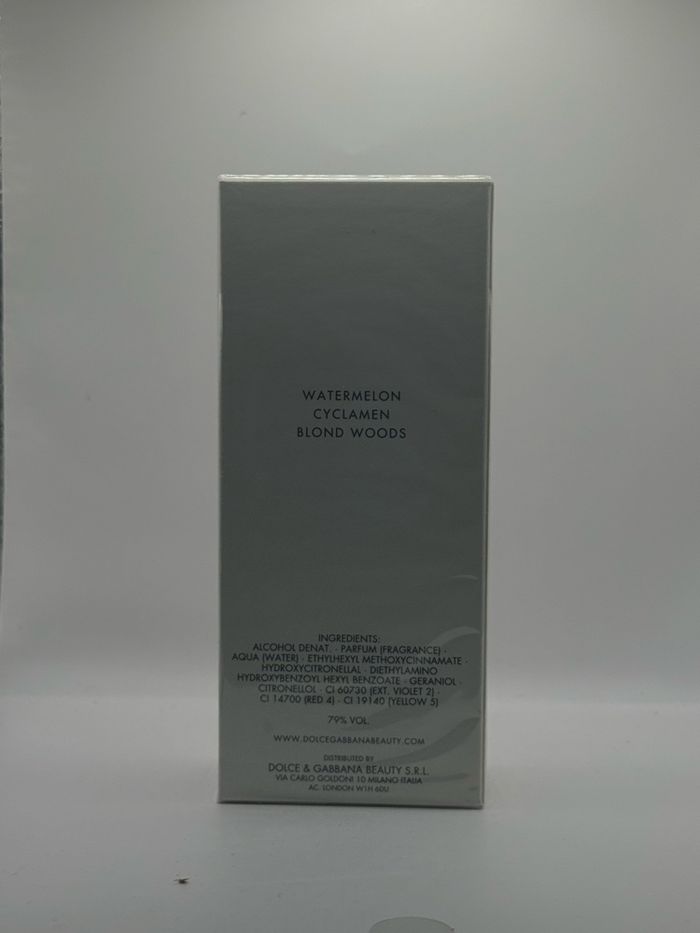 WATERMELON
CYCLAMEN
BLOND WOODS
INGREDIENTS:
ALCOHOL DENAT. · PARFUM (FRAGRANCE) ·
AQUA (WATER) · ETHYLHEXYL METHOXYCINNAMATE ·
HYDROXYCITRONELLAL · DIETHYLAMINO
HYDROXYBENZOYL HEXYL BENZOATE · GERANIOL ·
CITRONELLOL · CI 60730 (EXT. VIOLET 2) ·
CI 14700 (RED 4) · CI 19140 (YELLOW 5)
79% VOL.
WWW.DOLCEGABBANABEAUTY.COM
DISTRIBUTED BY
DOLCE & GABBANA BEAUTY S.R.L.
VIA CARLO GOLDONI 10 MILANO ITALIA
AC. LONDON W1H 6DU